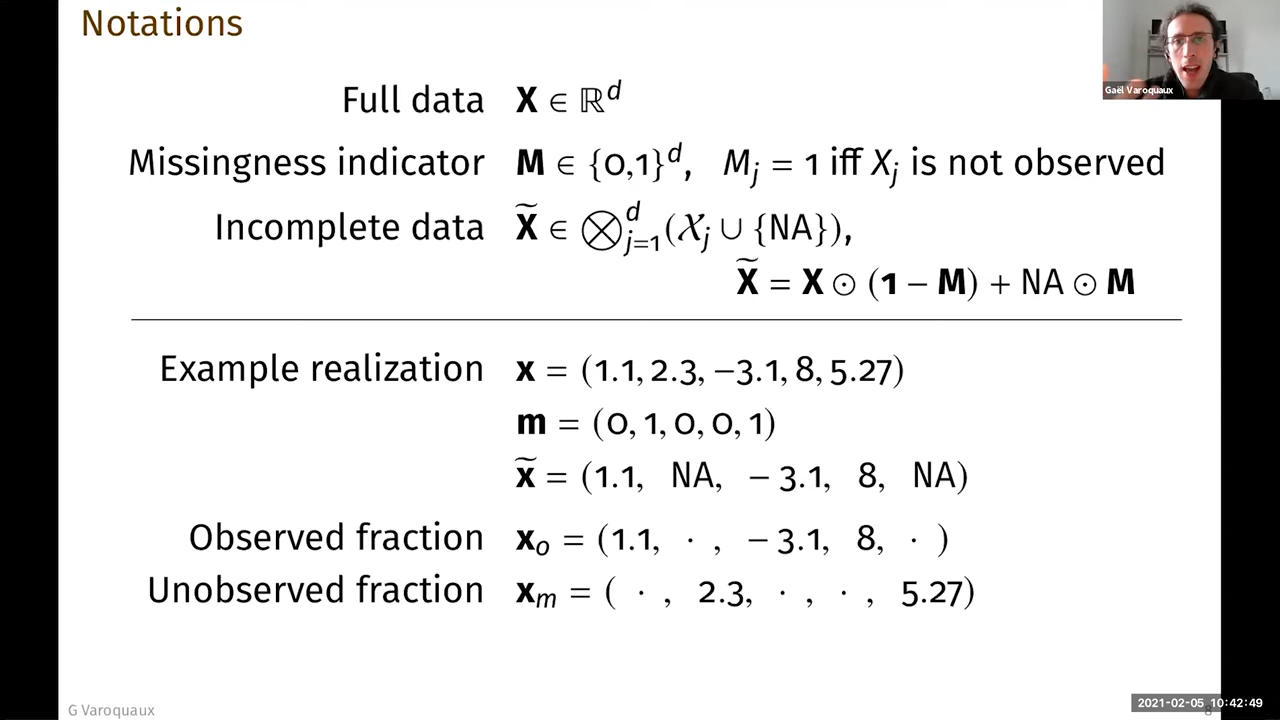 Notations
Gaël Varoquaux
Full data X ∈ ℝ^d
Missingness indicator M ∈ {0,1}^d, M_j = 1 iff X_j is not observed
Incomplete data X̃ ∈ ⨂_{j=1}^d (𝒳_j ∪ {NA}),
X̃ = X ⊙ (1 − M) + NA ⊙ M
Example realization x = (1.1, 2.3, −3.1, 8, 5.27)
m = (0, 1, 0, 0, 1)
x̃ = (1.1, NA, −3.1, 8, NA)
Observed fraction x_o = (1.1, · , −3.1, 8, · )
Unobserved fraction x_m = ( · , 2.3, · , · , 5.27)
G Varoquaux
2021-02-05 10:42:49